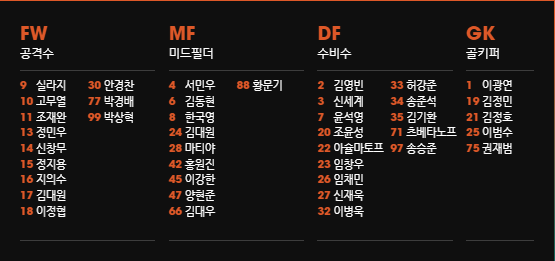 FW
공격수
9 실라지
10 고무열
11 조재완
13 정민우
14 신창무
15 정지용
16 지의수
17 김대원
18 이정협
30 안경찬
77 박경배
99 박상혁
MF
미드필더
4 서민우
6 김동현
8 한국영
24 김대원
28 마티야
42 홍원진
45 이강한
47 양현준
66 김대우
88 황문기
DF
수비수
2 김영빈
3 신세계
7 윤석영
20 조윤성
22 아슐마토프
23 임창우
26 임채민
27 신재욱
32 이병욱
33 허강준
34 송준석
35 김기환
71 츠베타노프
97 송승준
GK
골키퍼
1 이광연
19 김정민
21 김정호
25 이범수
75 권재범